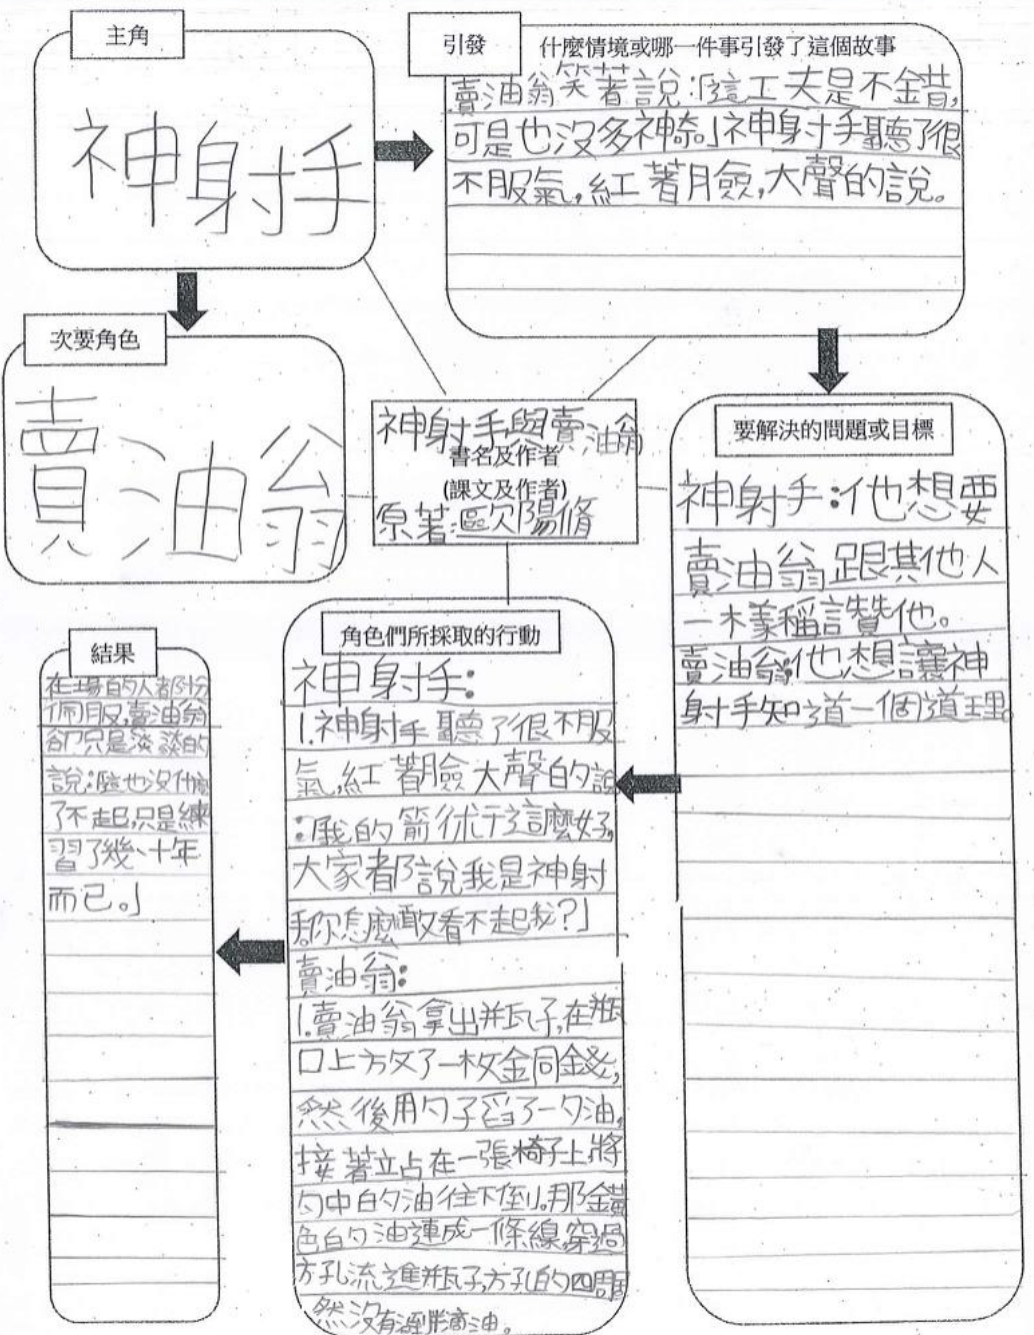 主角
神射手
引發
什麼情境或哪一件事引發了這個故事
賣油翁笑著說:「這工夫是不錯,
可是也沒多神奇。」神射手聽了很
不服氣,紅著臉,大聲的說。
次要角色
賣油翁
神射手與賣油翁
書名及作者
(課文及作者)
原著:歐陽脩
要解決的問題或目標
神射手:他想要
賣油翁跟其他人
一樣稱讚他。
賣油翁:他想讓神
射手知道一個道理。
角色們所採取的行動
神射手:
1.神射手聽了很不服
氣,紅著臉大聲的說
:「我的箭術這麼好,
大家都說我是神射
手,你怎麼敢看不起我?」
賣油翁:
1.賣油翁拿出瓶子,在瓶
口上方放了一枚金同錢,
然後用勺子舀了一勺油,
接著站在一張椅子上,將
勺中的油往下倒。那金黃
色的油連成一條線,穿過
方孔流進瓶子,方孔的四周
然沒有油。
結果
在場的人都十分
佩服,賣油翁
卻只是淡淡的
說:「這也沒什麼
了不起,只是練
習了幾十年
而已。」